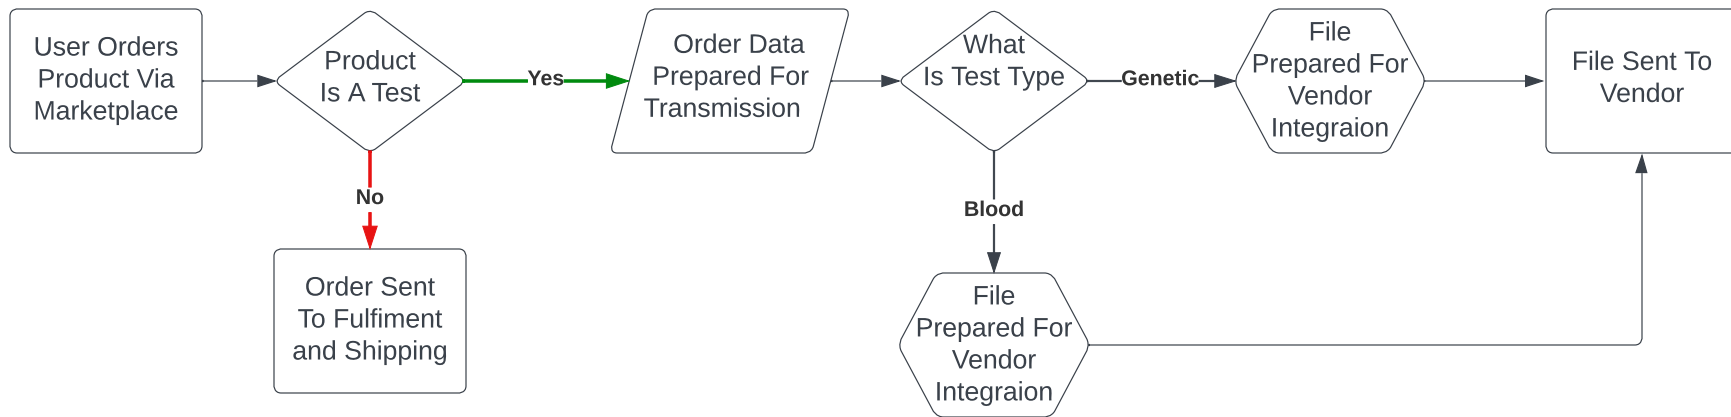 User Orders
Product Via
Marketplace
Product
Is A Test
Yes
Order Data
Prepared For
Transmission
What
Is Test Type
Genetic
File
Prepared For
Vendor
Integraion
File Sent To
Vendor
No
Blood
Order Sent
To Fulfiment
and Shipping
File
Prepared For
Vendor
Integraion